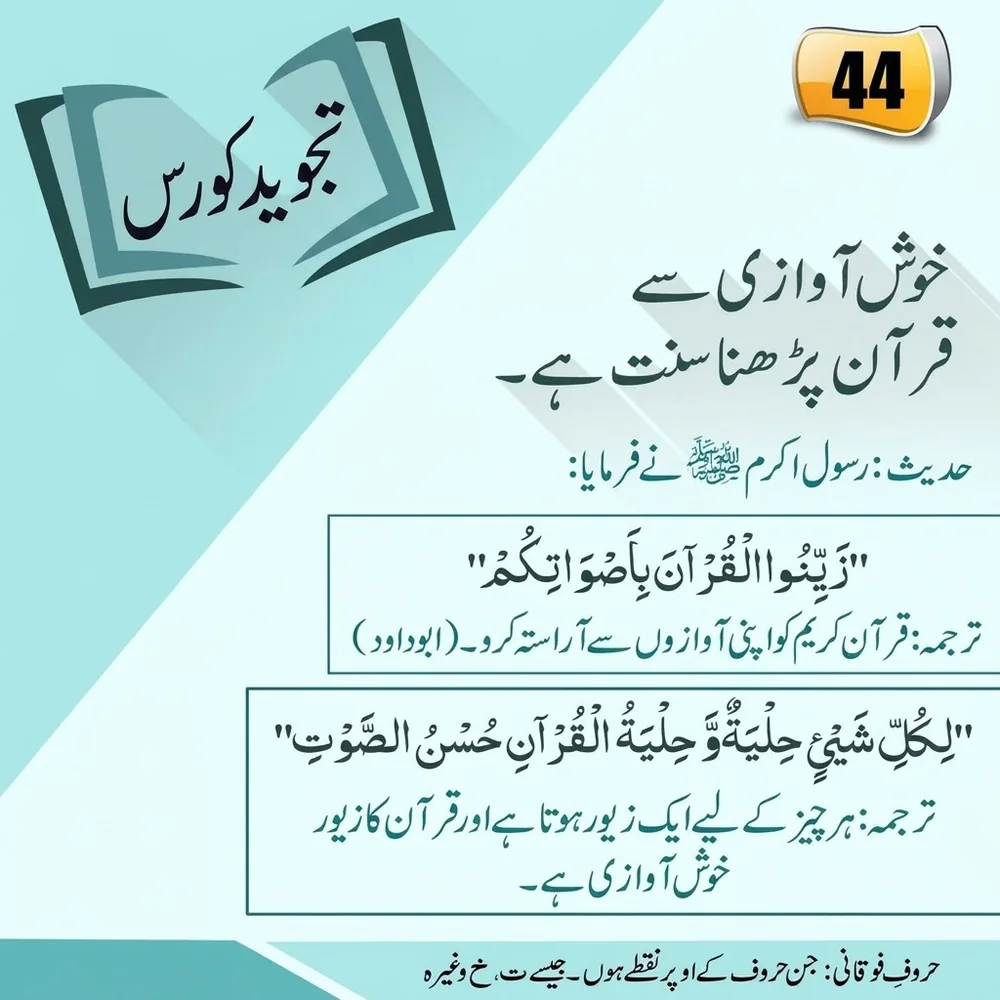 44
تجوید کورس
خوش آوازی سے
قرآن پڑھنا سنت ہے۔
حدیث: رسول اکرم ﷺ نے فرمایا:
"زَیِّنُوا الْقُرْآنَ بِأَصْوَاتِکُمْ"
ترجمہ: قرآن کریم کو اپنی آوازوں سے آراستہ کرو۔ (ابوداود)
"لِکُلِّ شَیْئٍ حِلْیَةٌ وَّ حِلْیَةُ الْقُرْآنِ حُسْنُ الصَّوْتِ"
ترجمہ: ہر چیز کے لیے ایک زیور ہوتا ہے اور قرآن کا زیور
خوش آوازی ہے۔
حروفِ فوقانی: جن حروف کے اوپر نقطے ہوں۔ جیسے ت، خ وغیرہ